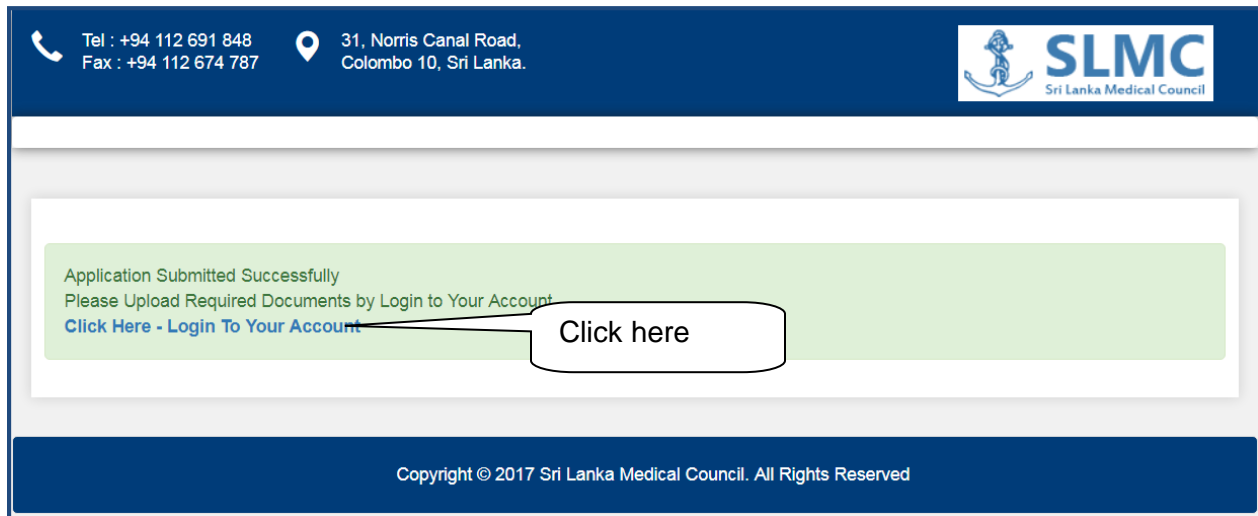 Tel : +94 112 691 848
Fax : +94 112 674 787
31, Norris Canal Road,
Colombo 10, Sri Lanka.
SLMC
Sri Lanka Medical Council
Application Submitted Successfully
Please Upload Required Documents by Login to Your Account
Click Here - Login To Your Account
Click here
Copyright © 2017 Sri Lanka Medical Council. All Rights Reserved